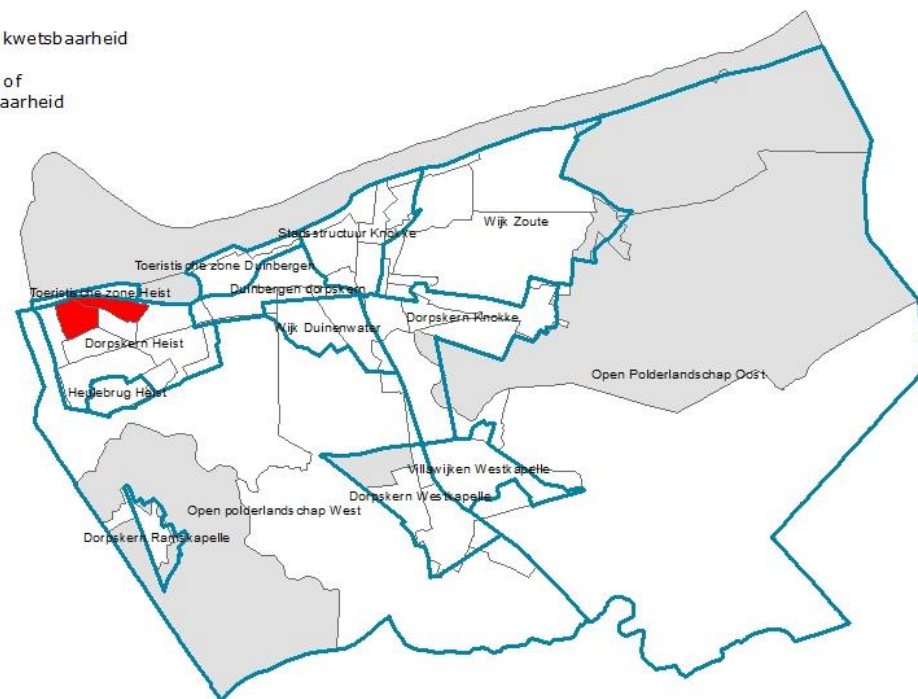 kwetsbaarheid
of
aarheid
Wijk Zoute
Stadsstructuur Knokke
Toeristische zone Duinbergen
Duinbergen dorpskern
Toeristische zone Heist
Dorpskern Knokke
Wijk Duinenwater
Dorpskern Heist
Open Polderlandschap Oost
Heulebrug Heist
Villawijken Westkapelle
Dorpskern Westkapelle
Open polderlandschap West
Dorpskern Ramskapelle